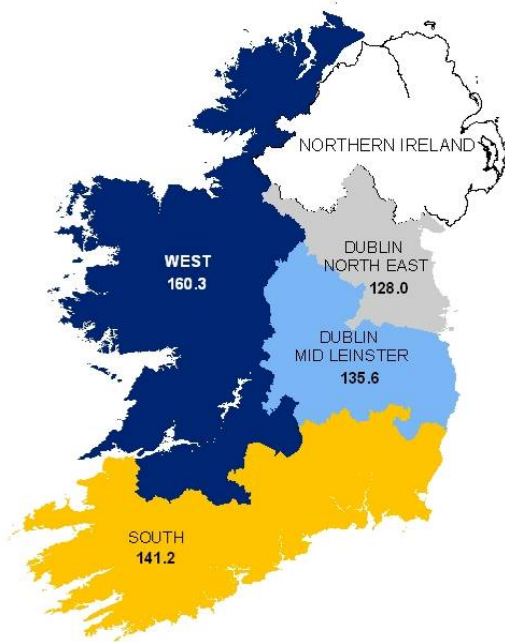 NORTHERN IRELAND
DUBLIN
NORTH EAST
128.0
WEST
160.3
DUBLIN
MID LEINSTER
135.6
SOUTH
141.2